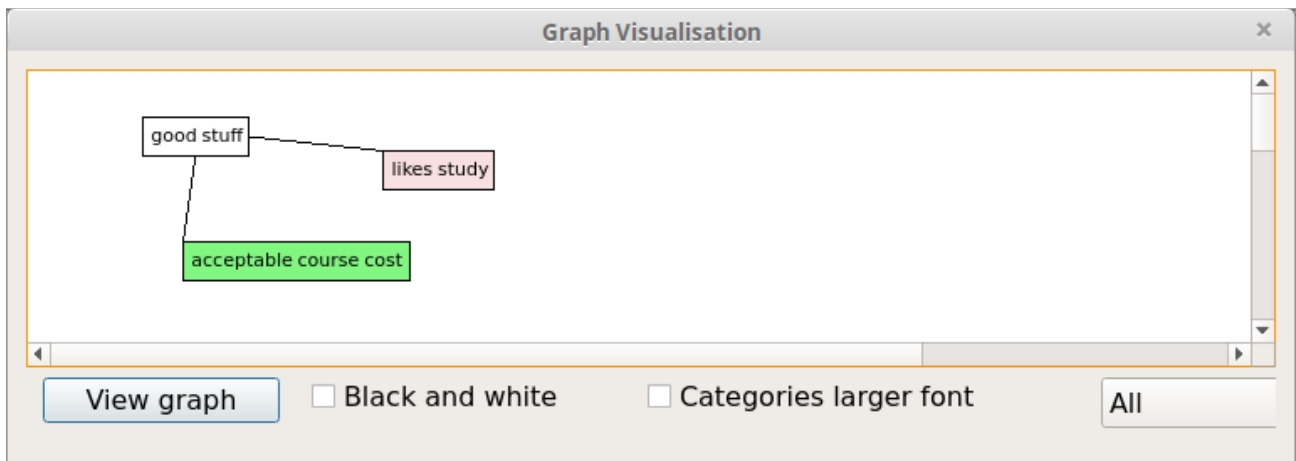 Graph Visualisation
good stuff
likes study
acceptable course cost
View graph
Black and white
Categories larger font
All